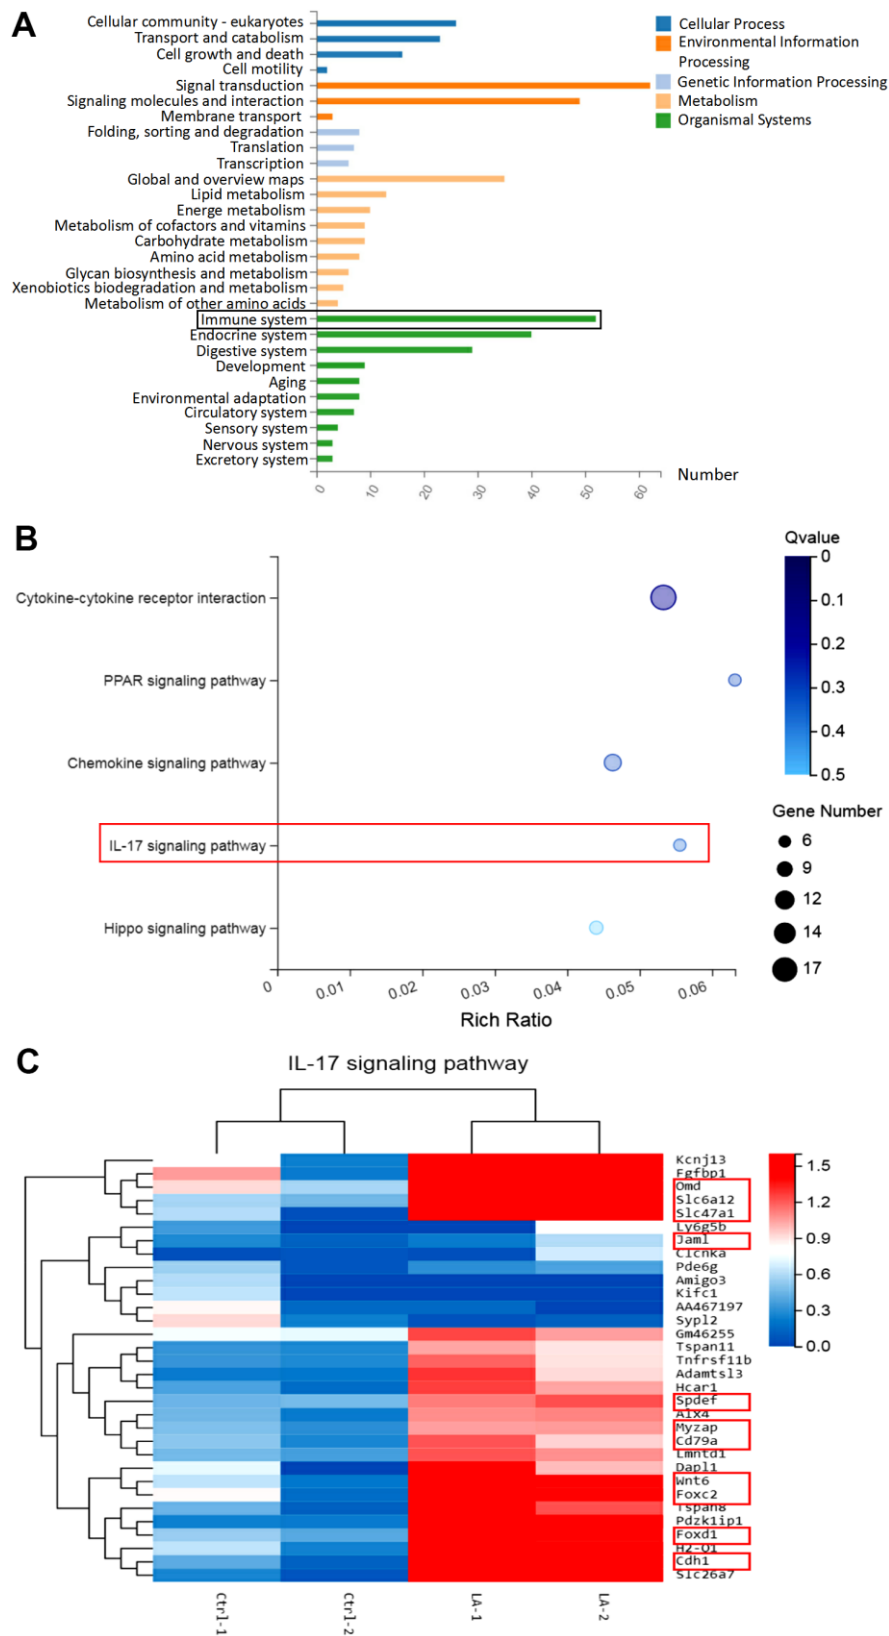 A
Cellular community - eukaryotes
Transport and catabolism
Cell growth and death
Cell motility
Signal transduction
Signaling molecules and interaction
Membrane transport
Folding, sorting and degradation
Translation
Transcription
Global and overview maps
Lipid metabolism
Energe metabolism
Metabolism of cofactors and vitamins
Carbohydrate metabolism
Amino acid metabolism
Glycan biosynthesis and metabolism
Xenobiotics biodegradation and metabolism
Metabolism of other amino acids
Immune system
Endocrine system
Digestive system
Development
Aging
Environmental adaptation
Circulatory system
Sensory system
Nervous system
Excretory system
0 10 20 30 40 50 60
Number
Cellular Process
Environmental Information
Processing
Genetic Information Processing
Metabolism
Organismal Systems
B
Cytokine-cytokine receptor interaction
PPAR signaling pathway
Chemokine signaling pathway
IL-17 signaling pathway
Hippo signaling pathway
0 0.01 0.02 0.03 0.04 0.05 0.06
Rich Ratio
Qvalue
0
0.1
0.2
0.3
0.4
0.5
Gene Number
6
9
12
14
17
C
IL-17 signaling pathway
Kcnj13
Fgfbp1
Omd
Slc6a12
Slc47a1
Ly6g5b
Jaml
Clcnka
Pde6g
Amigo3
Kifc1
AA467197
Sypl2
Gm46255
Tspan11
Tnfrsf11b
Adamtsl3
Hcar1
Spdef
Alx4
Myzap
Cd79a
Lmntd1
Dapl1
Wnt6
Foxc2
Tspan8
Pdzk1ip1
Foxd1
H2-Q1
Cdh1
Slc26a7
1.5
1.2
0.9
0.6
0.3
0.0
Ctrl-1
Ctrl-2
LA-1
LA-2